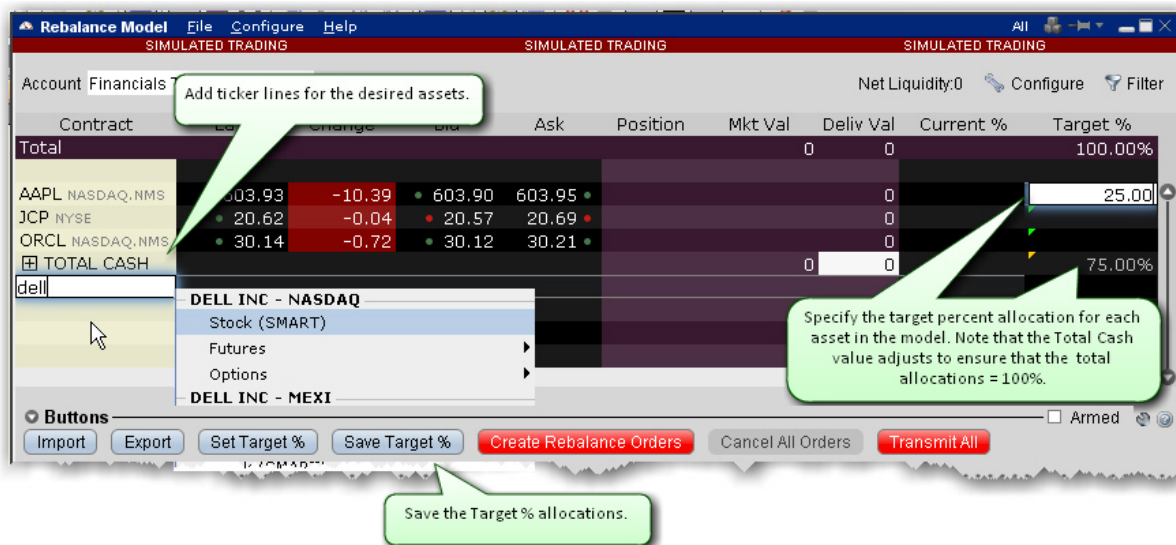 Rebalance Model File Configure Help All
SIMULATED TRADING SIMULATED TRADING SIMULATED TRADING
Account Financials Net Liquidity:0 Configure Filter
Add ticker lines for the desired assets.
Contract Change Bid Ask Position Mkt Val Deliv Val Current % Target %
Total 0 0 100.00%
AAPL NASDAQ.NMS 603.93 -10.39 603.90 603.95 0 25.00
JCP NYSE 20.62 -0.04 20.57 20.69 0
ORCL NASDAQ.NMS 30.14 -0.72 30.12 30.21 0
TOTAL CASH 0 0 75.00%
dell
DELL INC - NASDAQ
Stock (SMART)
Futures
Options
DELL INC - MEXI
Specify the target percent allocation for each
asset in the model. Note that the Total Cash
value adjusts to ensure that the total
allocations = 100%.
Buttons Armed
Import Export Set Target % Save Target % Create Rebalance Orders Cancel All Orders Transmit All
Save the Target % allocations.